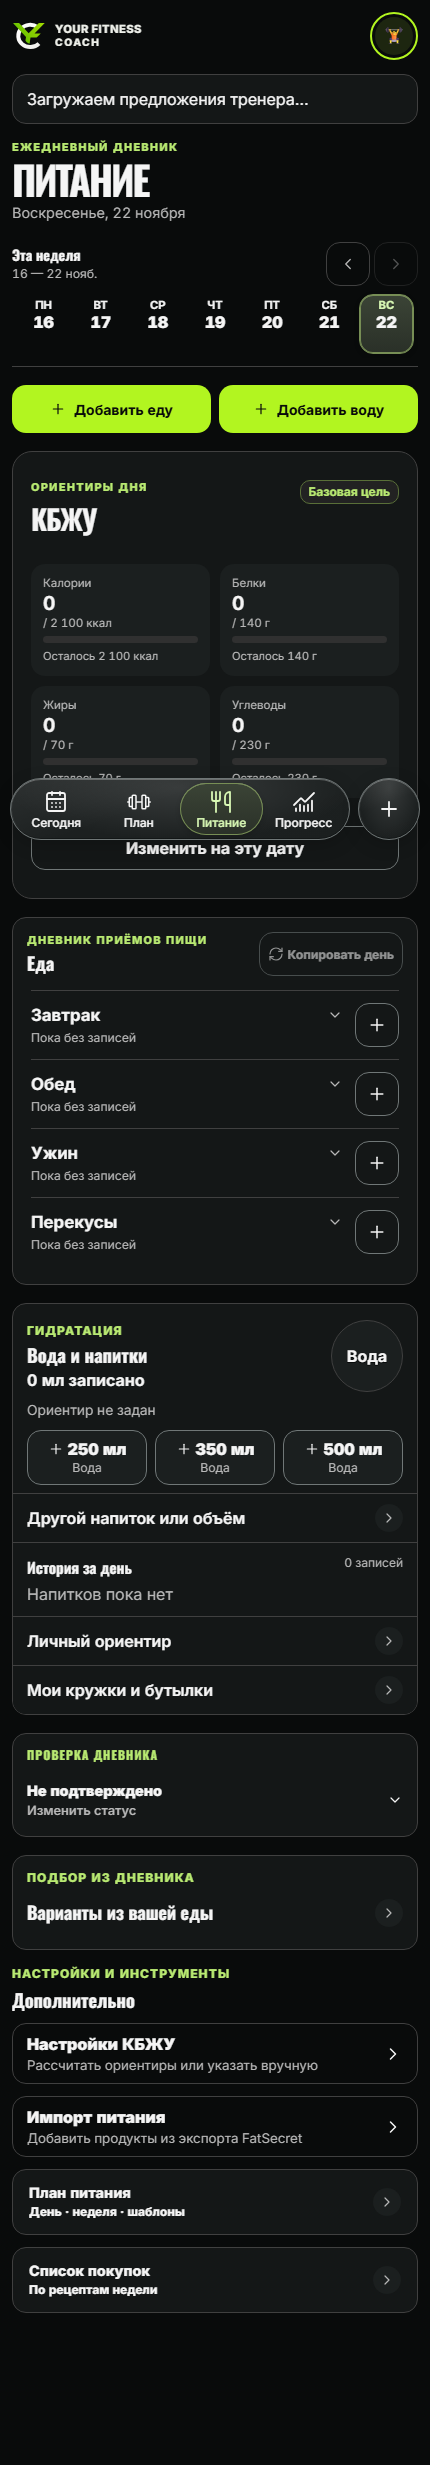 YOUR FITNESS
COACH
Загружаем предложения тренера...
ЕЖЕДНЕВНЫЙ ДНЕВНИК
ПИТАНИЕ
Воскресенье, 22 ноября
Эта неделя
16 — 22 нояб.
ПН ВТ СР ЧТ ПТ СБ ВС
16 17 18 19 20 21 22
+ Добавить еду
+ Добавить воду
ОРИЕНТИРЫ ДНЯ
Базовая цель
КБЖУ
Калории
0
/ 2 100 ккал
Осталось 2 100 ккал
Белки
0
/ 140 г
Осталось 140 г
Жиры
0
/ 70 г
Осталось 70 г
Углеводы
0
/ 230 г
Осталось 230 г
Сегодня
План
Питание
Прогресс
+
Изменить на эту дату
ДНЕВНИК ПРИЁМОВ ПИЩИ
Еда
Копировать день
Завтрак
Пока без записей
+
Обед
Пока без записей
+
Ужин
Пока без записей
+
Перекусы
Пока без записей
+
ГИДРАТАЦИЯ
Вода и напитки
0 мл записано
Вода
Ориентир не задан
+ 250 мл
Вода
+ 350 мл
Вода
+ 500 мл
Вода
Другой напиток или объём
История за день
0 записей
Напитков пока нет
Личный ориентир
Мои кружки и бутылки
ПРОВЕРКА ДНЕВНИКА
Не подтверждено
Изменить статус
ПОДБОР ИЗ ДНЕВНИКА
Варианты из вашей еды
НАСТРОЙКИ И ИНСТРУМЕНТЫ
Дополнительно
Настройки КБЖУ
Рассчитать ориентиры или указать вручную
Импорт питания
Добавить продукты из экспорта FatSecret
План питания
День · неделя · шаблоны
Список покупок
По рецептам недели